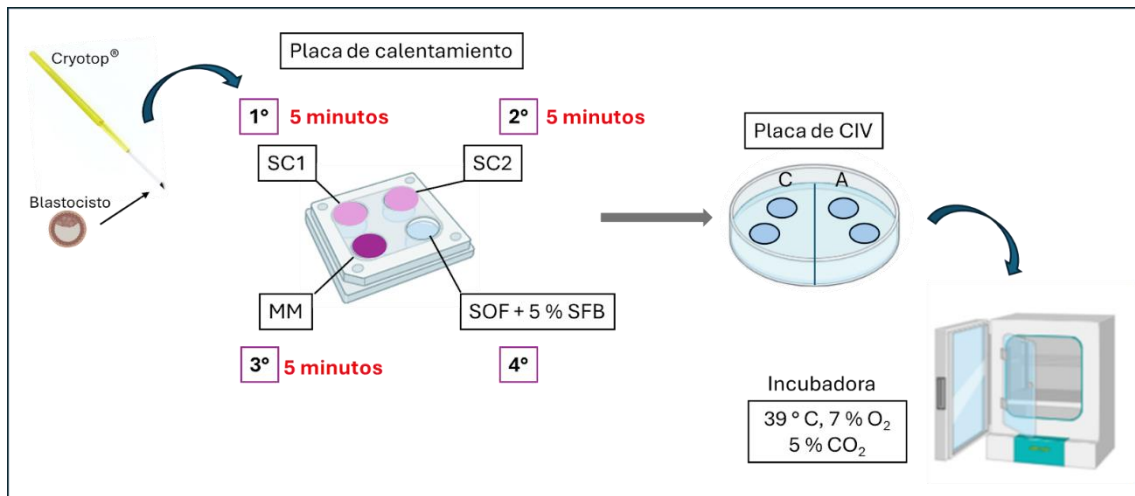 Cryotop®
Blastocisto
Placa de calentamiento
1° 5 minutos
2° 5 minutos
SC1
SC2
MM
SOF + 5 % SFB
3° 5 minutos
4°
Placa de CIV
C A
Incubadora
39 ° C, 7 % O₂
5 % CO₂